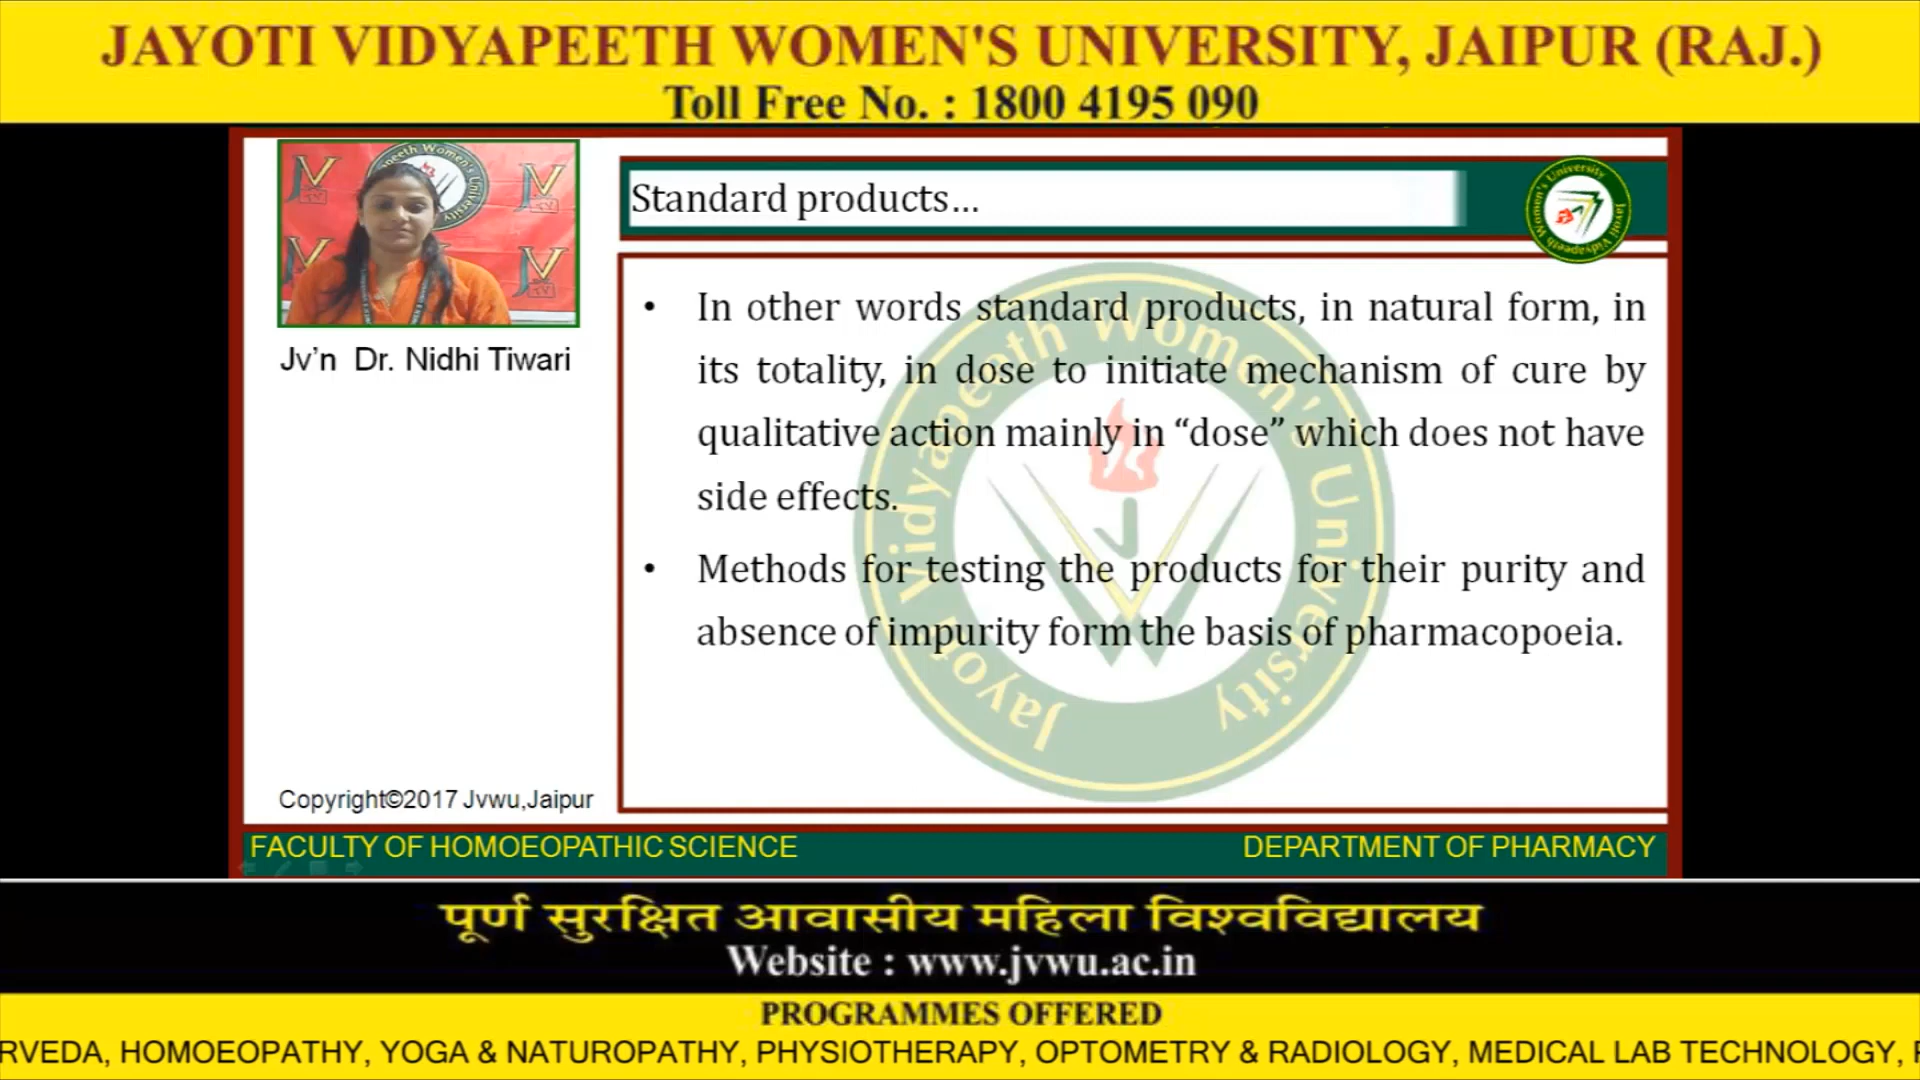 JAYOTI VIDYAPEETH WOMEN'S UNIVERSITY, JAIPUR (RAJ.)
Toll Free No. : 1800 4195 090
Standard products...
Jv'n Dr. Nidhi Tiwari
• In other words standard products, in natural form, in
its totality, in dose to initiate mechanism of cure by
qualitative action mainly in “dose” which does not have
side effects.
• Methods for testing the products for their purity and
absence of impurity form the basis of pharmacopoeia.
Jayoti Vidyapeeth Women's University
Copyright©2017 Jvwu,Jaipur
FACULTY OF HOMOEOPATHIC SCIENCE
DEPARTMENT OF PHARMACY
पूर्ण सुरक्षित आवासीय महिला विश्वविद्यालय
Website : www.jvwu.ac.in
PROGRAMMES OFFERED
RVEDA, HOMOEOPATHY, YOGA & NATUROPATHY, PHYSIOTHERAPY, OPTOMETRY & RADIOLOGY, MEDICAL LAB TECHNOLOGY,